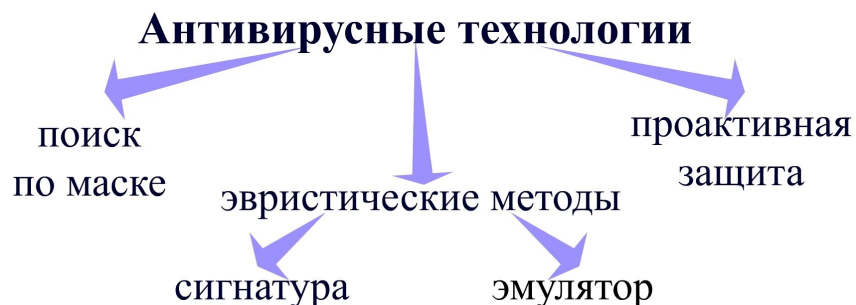 Антивирусные технологии
поиск
по маске
проактивная
защита
эвристические методы
сигнатура
эмулятор